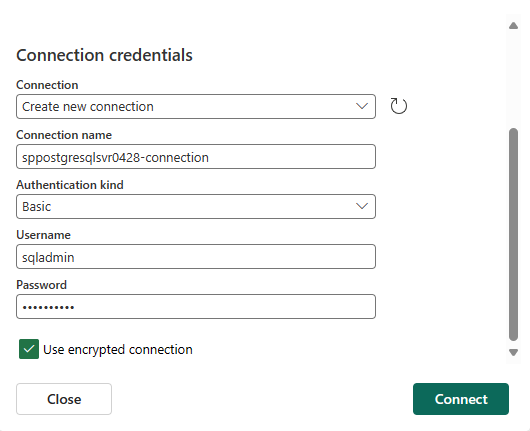 Connection credentials
Connection
Create new connection
Connection name
sppostgresqlsvr0428-connection
Authentication kind
Basic
Username
sqladmin
Password
••••••••••
Use encrypted connection
Close
Connect